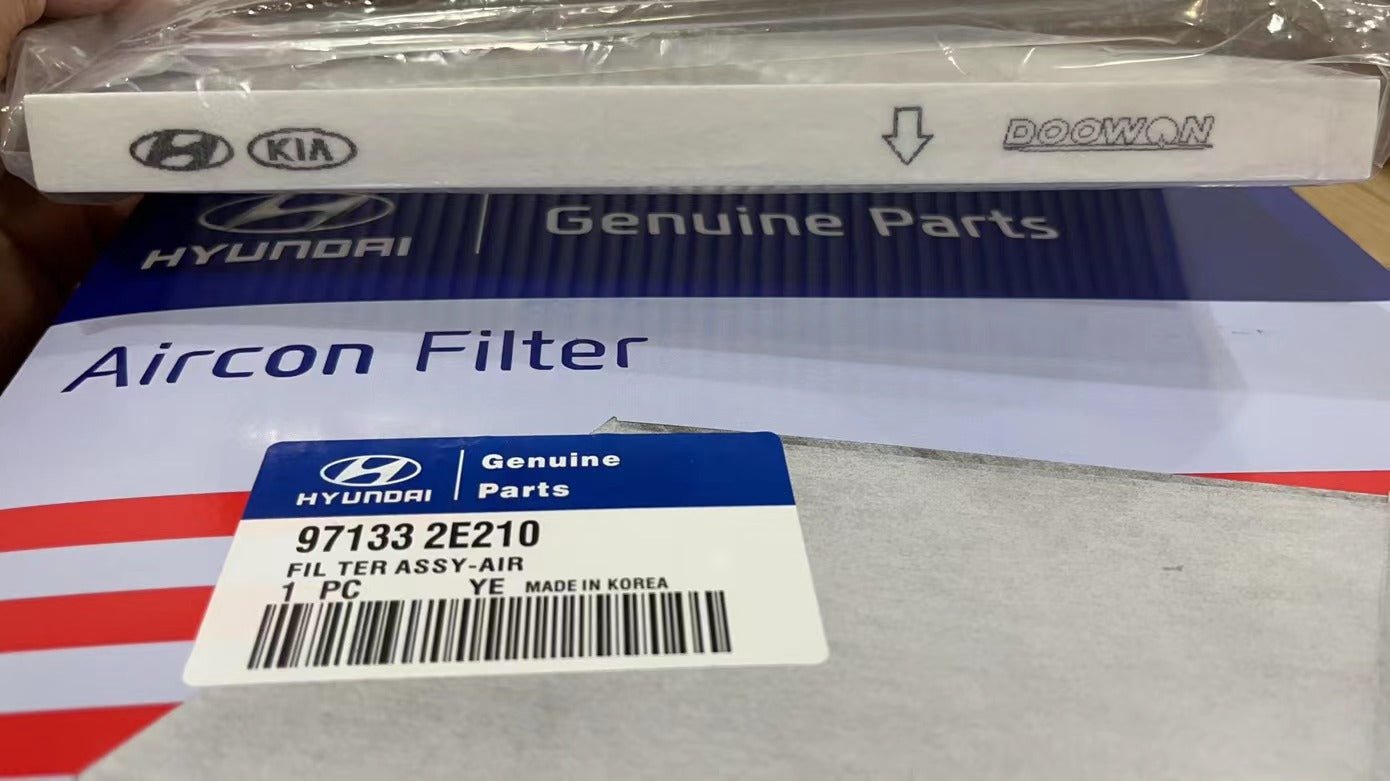 KIA
DOOWON
HYUNDAI
Genuine Parts
Aircon Filter
HYUNDAI
Genuine
Parts
97133 2E210
FIL TER ASSY-AIR
1 PC YE MADE IN KOREA